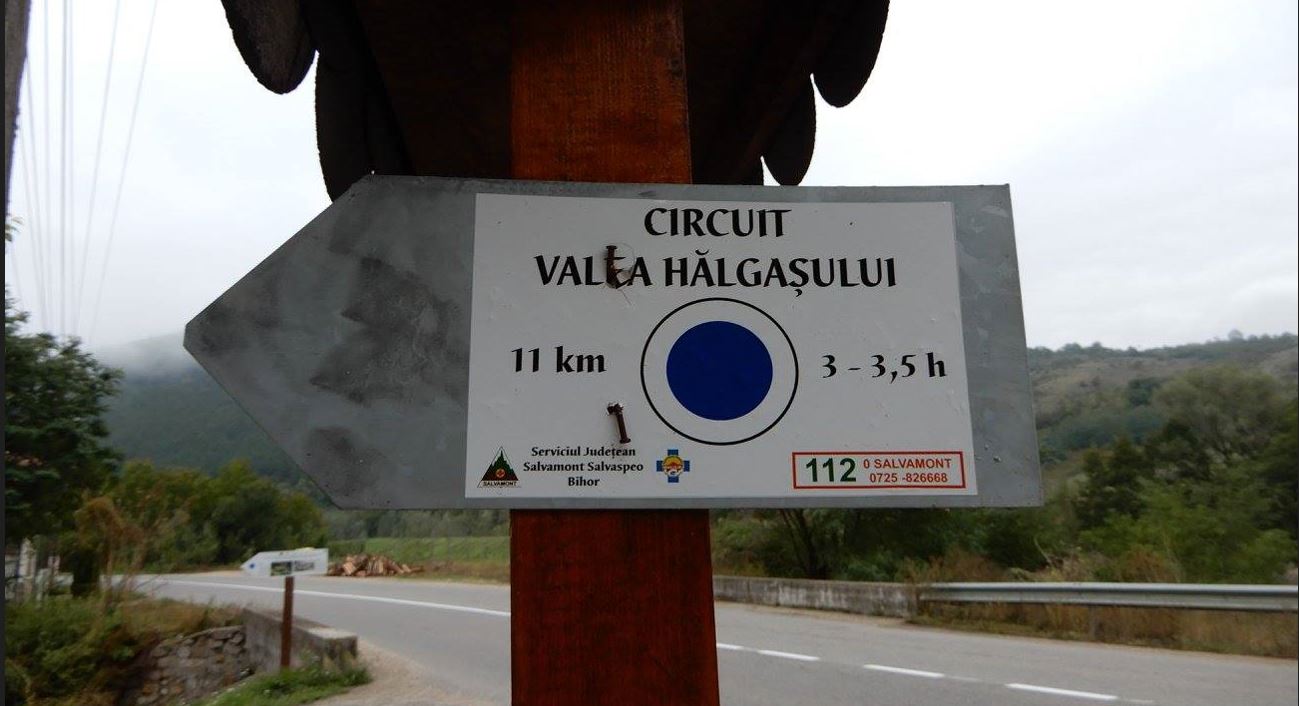 CIRCUIT
VALEA HĂLGAȘULUI
11 km
3 - 3,5 h
SALVAMONT
Serviciul Județean
Salvamont Salvaspeo
Bihor
112
0 SALVAMONT
0725 -826668